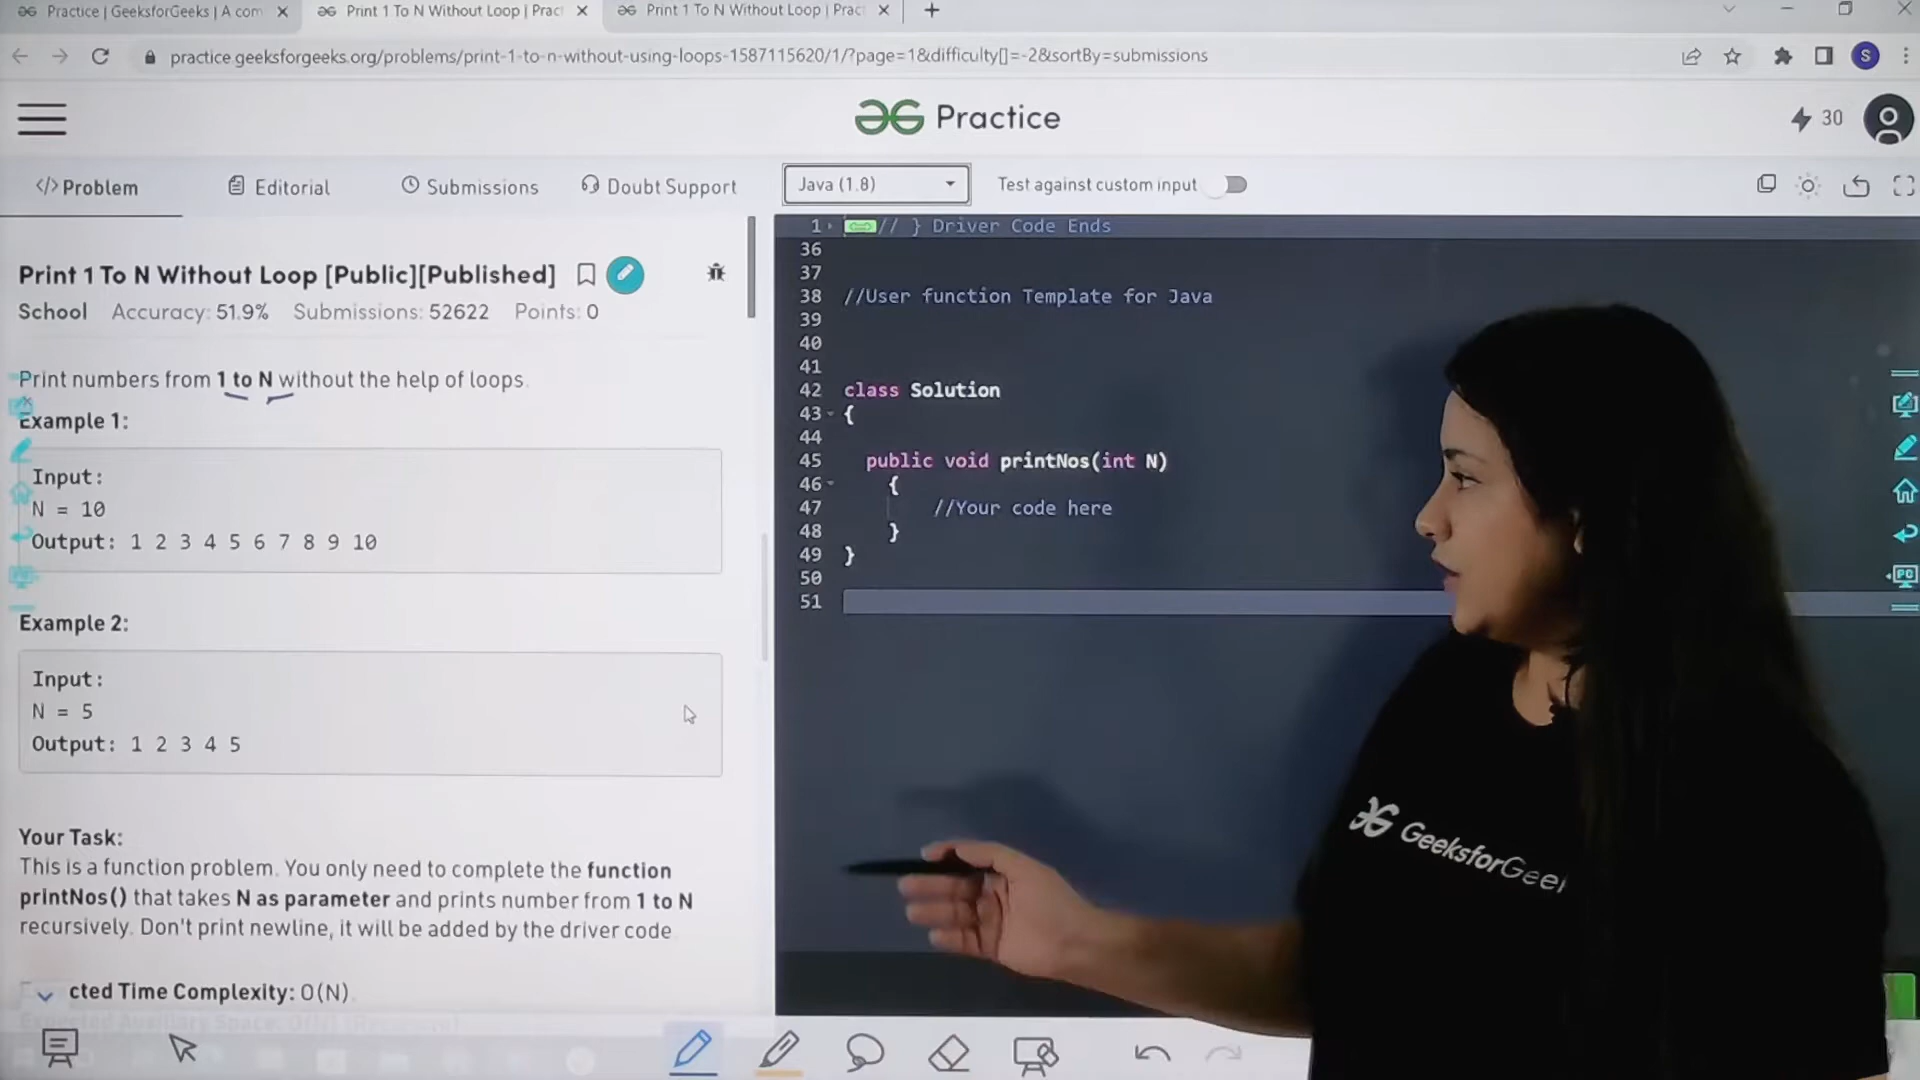 Practice | GeeksforGeeks | A com
Print 1 To N Without Loop | Prac
Print 1 To N Without Loop | Prac
practice.geeksforgeeks.org/problems/print-1-to-n-without-using-loops-1587115620/1/?page=1&difficulty[]=-2&sortBy=submissions
S
Practice
30
</>Problem
Editorial
Submissions
Doubt Support
Java (1.8)
Test against custom input
Print 1 To N Without Loop [Public][Published]
School Accuracy: 51.9% Submissions: 52622 Points: 0
Print numbers from 1 to N without the help of loops.
Example 1:
Input:
N = 10
Output: 1 2 3 4 5 6 7 8 9 10
Example 2:
Input:
N = 5
Output: 1 2 3 4 5
Your Task:
This is a function problem. You only need to complete the function
printNos() that takes N as parameter and prints number from 1 to N
recursively. Don't print newline, it will be added by the driver code
cted Time Complexity: O(N).
1 // } Driver Code Ends
36
37
38 //User function Template for Java
39
40
41
42 class Solution
43 {
44
45 public void printNos(int N)
46 {
47 //Your code here
48 }
49 }
50
51
PC
GeeksforGee